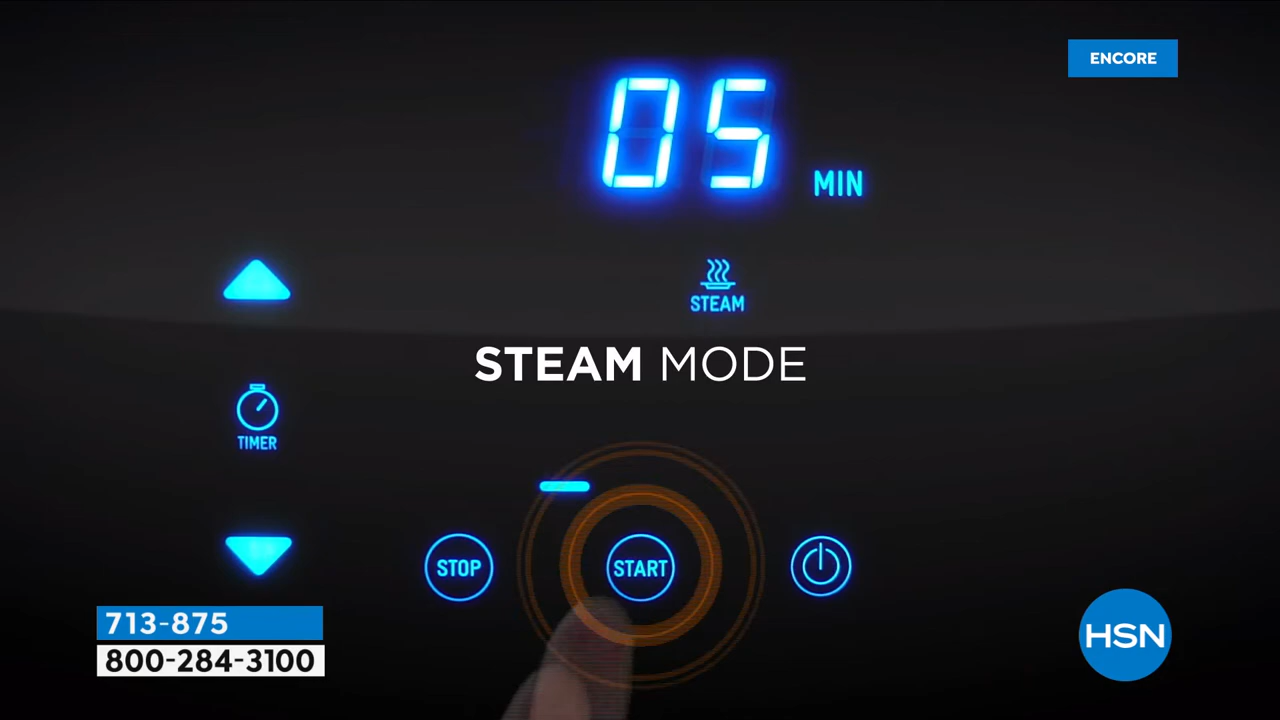 ENCORE
05
MIN
STEAM
STEAM MODE
TIMER
STOP
START
713-875
800-284-3100
HSN